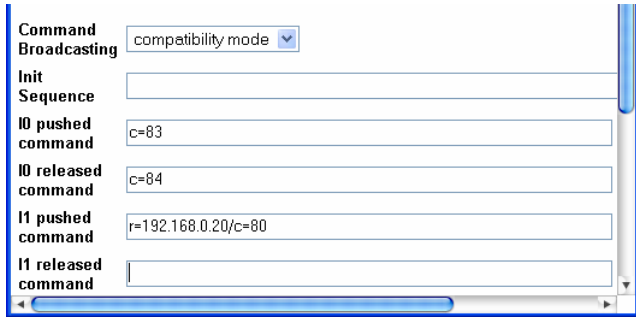 Command
Broadcasting
compatibility mode
Init
Sequence
I0 pushed
command
c=83
I0 released
command
c=84
I1 pushed
command
r=192.168.0.20/c=80
I1 released
command